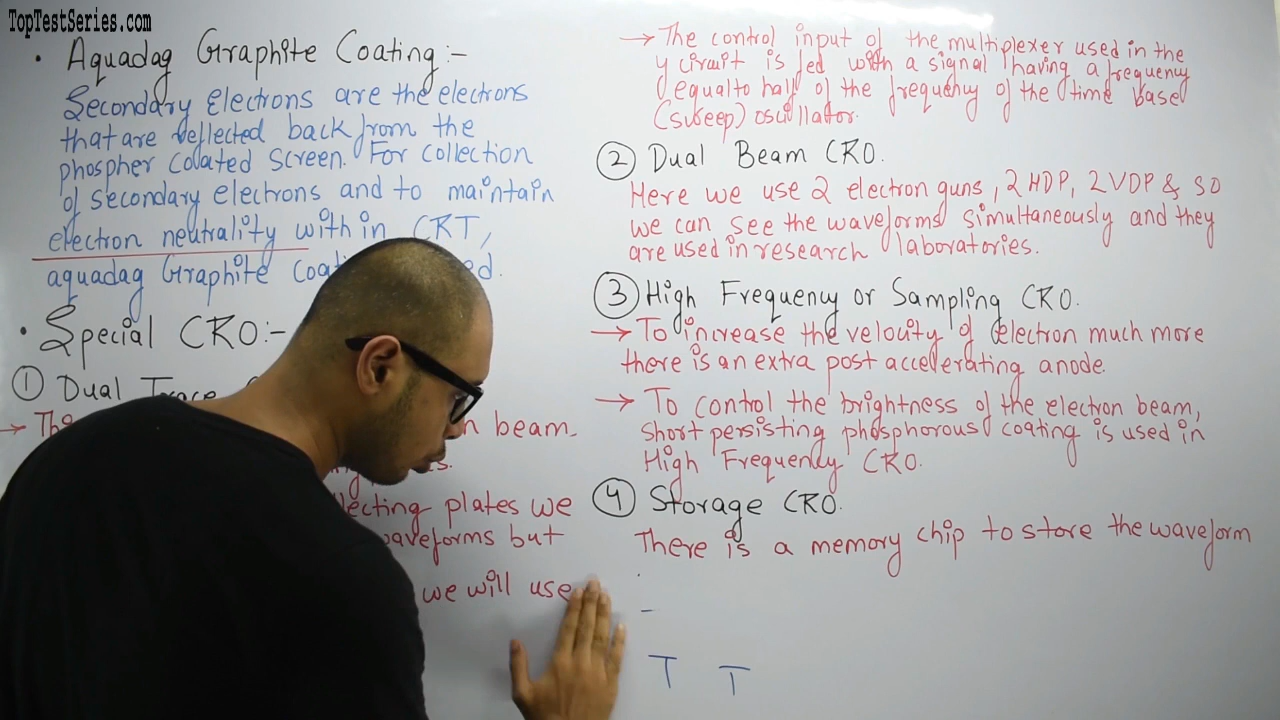 TopTestSeries.com
• Aquadag Graphite Coating:-
Secondary electrons are the electrons
that are reflected back from the
phospher coated screen. For collection
of secondary electrons and to maintain
electron neutrality with in CRT,
aquadag Graphite
• Special CRO:-
① Dual Trace
→ beam.
lecting plates we
waveforms but
we will use
→ The control input of the multiplexer used in the
y circuit is fed with a signal having a frequency
equal to half of the frequency of the time base
(sweep) oscillator.
② Dual Beam CRO.
Here we use 2 electron guns, 2 HDP, 2 VDP & so
we can see the waveforms simultaneously and they
are used in research laboratories.
③ High Frequency or Sampling CRO.
→ To increase the velocity of electron much more
there is an extra post accelerating anode.
→ To control the brightness of the electron beam,
short persisting phosphorous coating is used in
High Frequency CRO.
④ Storage CRO.
There is a memory chip to store the waveform
T T